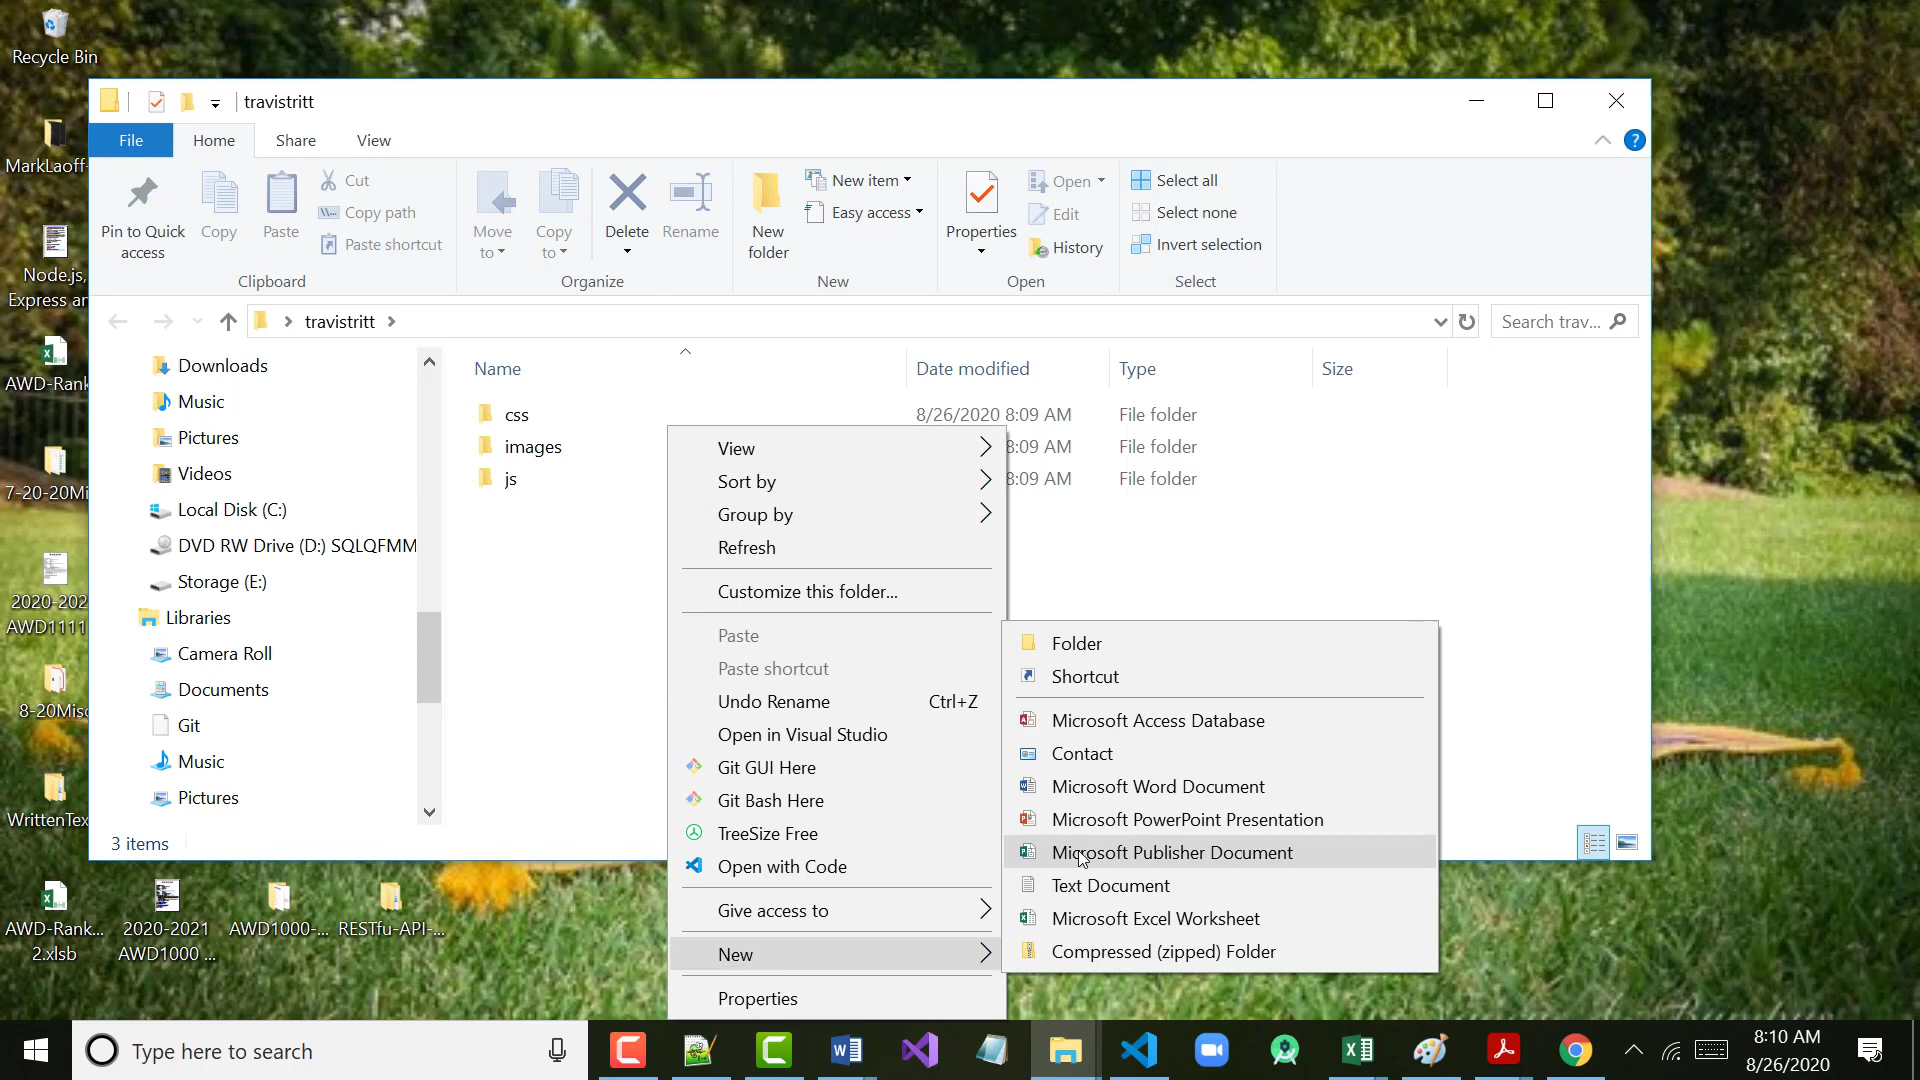 Recycle Bin
MarkLaoff-
Node.js,
Express an
AWD-Rank
7-20-20Mi
2020-202
AWD1111
8-20Misc
WrittenTex
travistritt
File
Home
Share
View
?
Pin to Quick
access
Copy
Paste
Cut
Copy path
Paste shortcut
Clipboard
Move
to
Copy
to
Delete
Rename
Organize
New
folder
New item
Easy access
New
Properties
Open
Edit
History
Open
Select all
Select none
Invert selection
Select
travistritt
Search trav...
Downloads
Music
Pictures
Videos
Local Disk (C:)
DVD RW Drive (D:) SQLQFMM
Storage (E:)
Libraries
Camera Roll
Documents
Git
Music
Pictures
Name
Date modified
Type
Size
css
8/26/2020 8:09 AM
File folder
images
8:09 AM
File folder
js
8:09 AM
File folder
3 items
View
Sort by
Group by
Refresh
Customize this folder...
Paste
Paste shortcut
Undo Rename Ctrl+Z
Open in Visual Studio
Git GUI Here
Git Bash Here
TreeSize Free
Open with Code
Give access to
New
Properties
Folder
Shortcut
Microsoft Access Database
Contact
Microsoft Word Document
Microsoft PowerPoint Presentation
Microsoft Publisher Document
Text Document
Microsoft Excel Worksheet
Compressed (zipped) Folder
AWD-Rank...
2.xlsb
2020-2021
AWD1000 ...
AWD1000-...
RESTfu-API-...
Type here to search
8:10 AM
8/26/2020